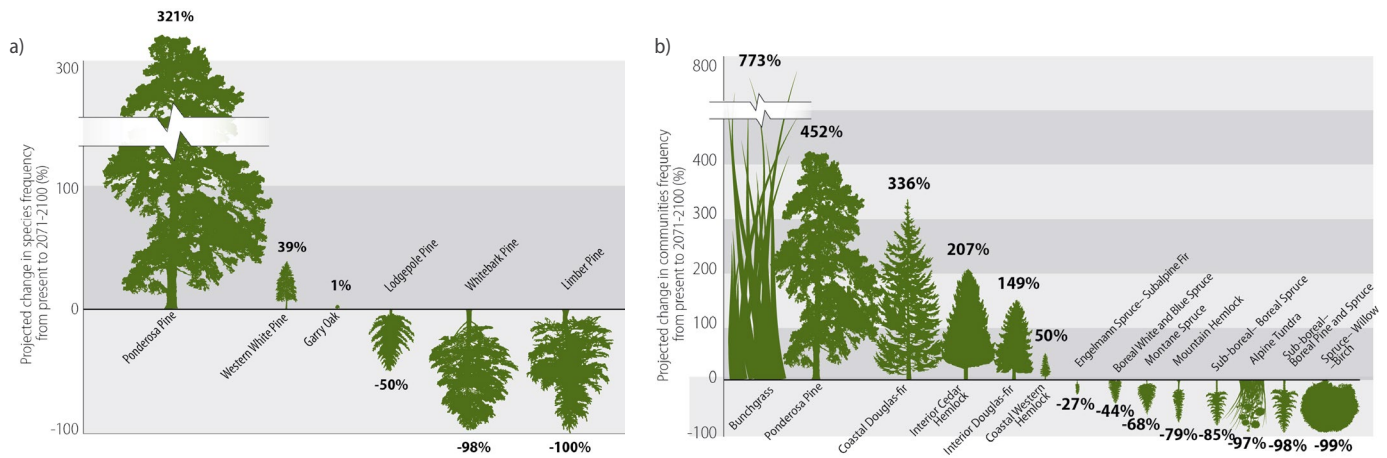 a)
321%
300
100
0
-100
Projected change in species frequency
from present to 2071-2100 (%)
39%
1%
-50%
-98%
-100%
Ponderosa Pine
Western White Pine
Garry Oak
Lodgepole Pine
Whitebark Pine
Limber Pine
b)
800
400
300
200
100
0
-100
Projected change in communities frequency
from present to 2071-2100 (%)
773%
452%
336%
207%
149%
50%
-27%
-44%
-68%
-79%
-85%
-97%
-98%
-99%
Bunchgrass
Ponderosa Pine
Coastal Douglas-fir
Interior Cedar
Hemlock
Interior Douglas-fir
Coastal Western
Hemlock
Engelmann Spruce– Subalpine Fir
Boreal White and Blue Spruce
Montane Spruce
Mountain Hemlock
Sub-boreal– Boreal Spruce
Alpine Tundra
Sub-boreal–
Boreal Pine and Spruce
Spruce– Willow
–Birch